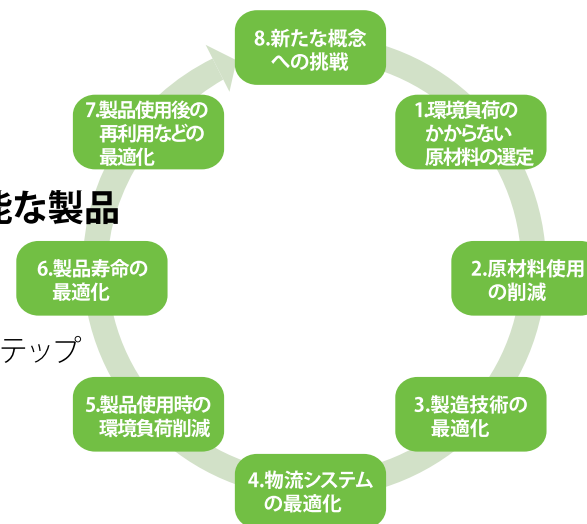 8.新たな概念
への挑戦
1.環境負荷の
かからない
原材料の選定
2.原材料使用
の削減
3.製造技術の
最適化
4.物流システム
の最適化
5.製品使用時の
環境負荷削減
6.製品寿命の
最適化
7.製品使用後の
再利用などの
最適化
能な製品
テップ